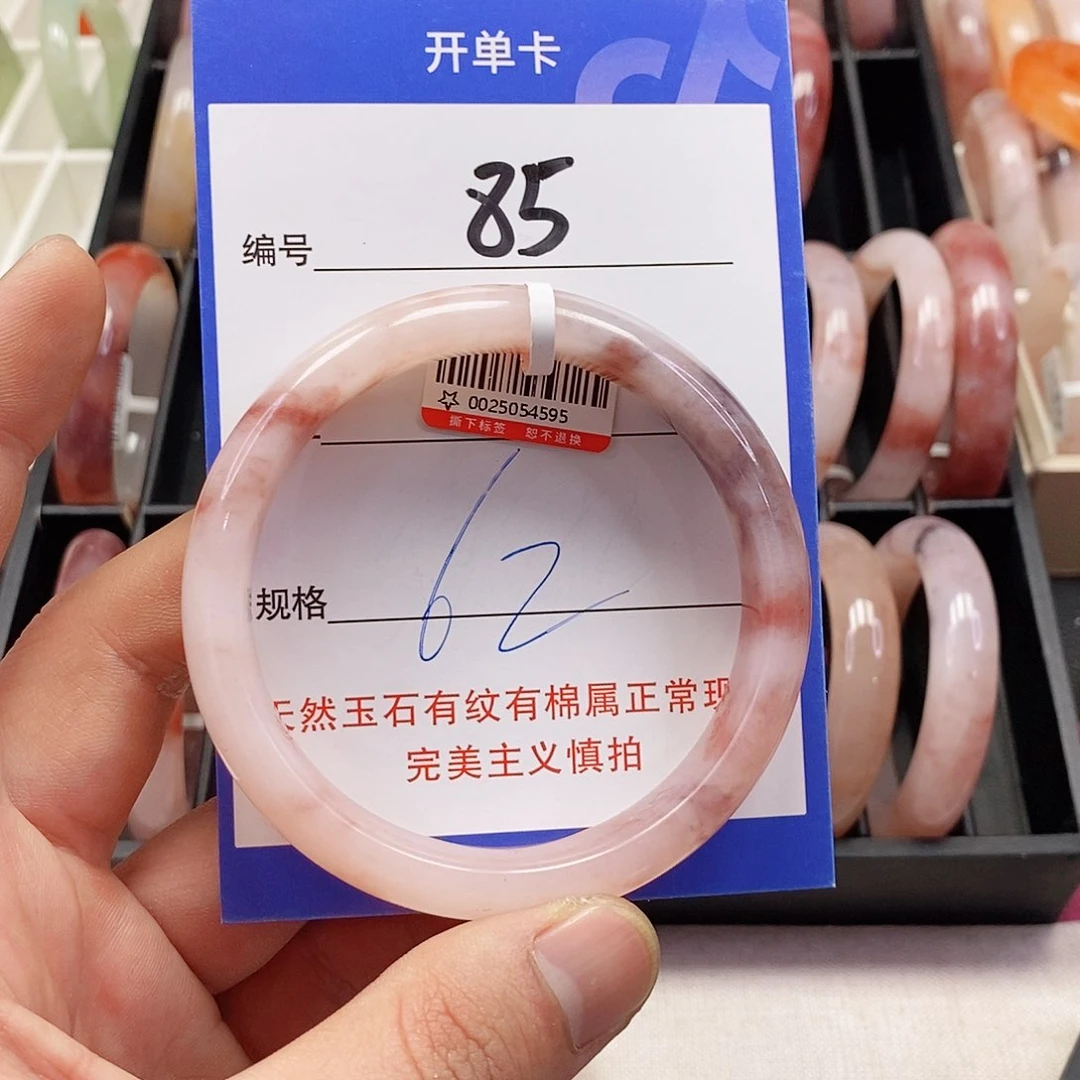 开单卡
85
编号
0025054595
撕下标签 恕不退换
62
规格
天然玉石有纹有棉属正常现
完美主义慎拍